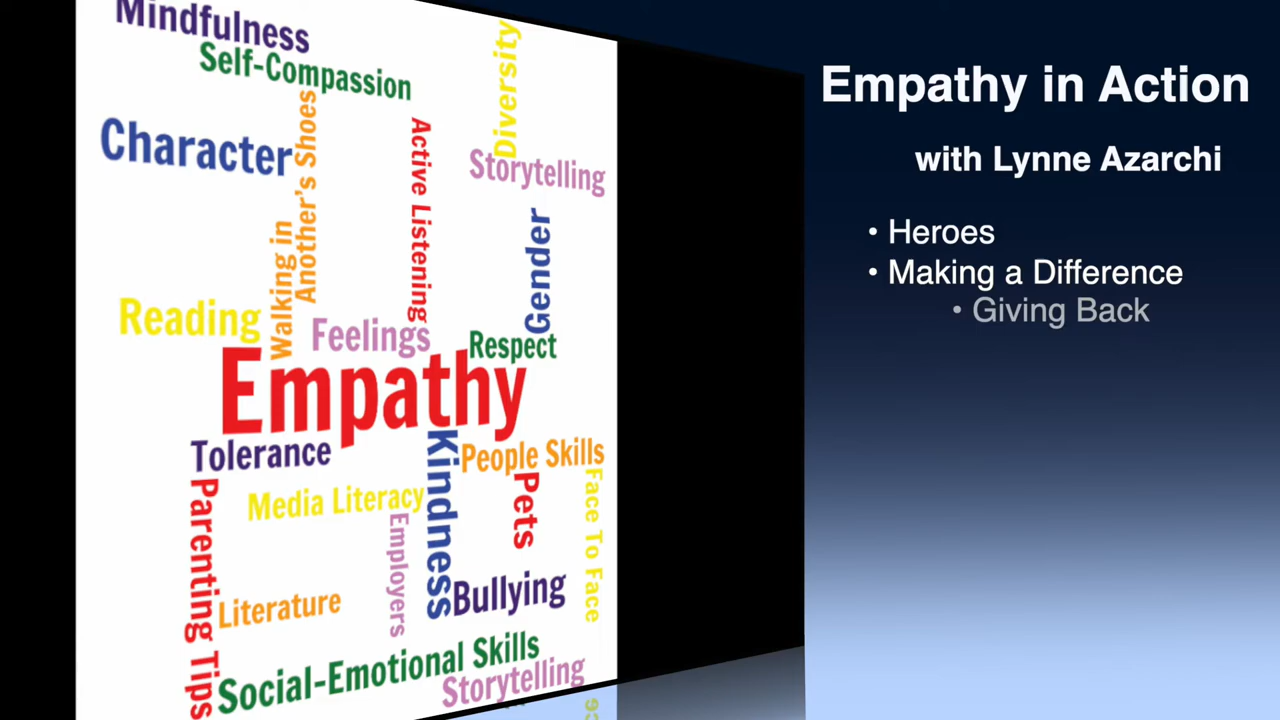 Mindfulness
Self-Compassion
Diversity
Character
Walking in
Another's Shoes
Active Listening
Storytelling
Gender
Reading
Feelings
Respect
Empathy
Tolerance
Kindness
People Skills
Parenting Tips
Media Literacy
Employers
Pets
Face To Face
Bullying
Literature
Social-Emotional Skills
Storytelling
Empathy in Action
with Lynne Azarchi
• Heroes
• Making a Difference
• Giving Back